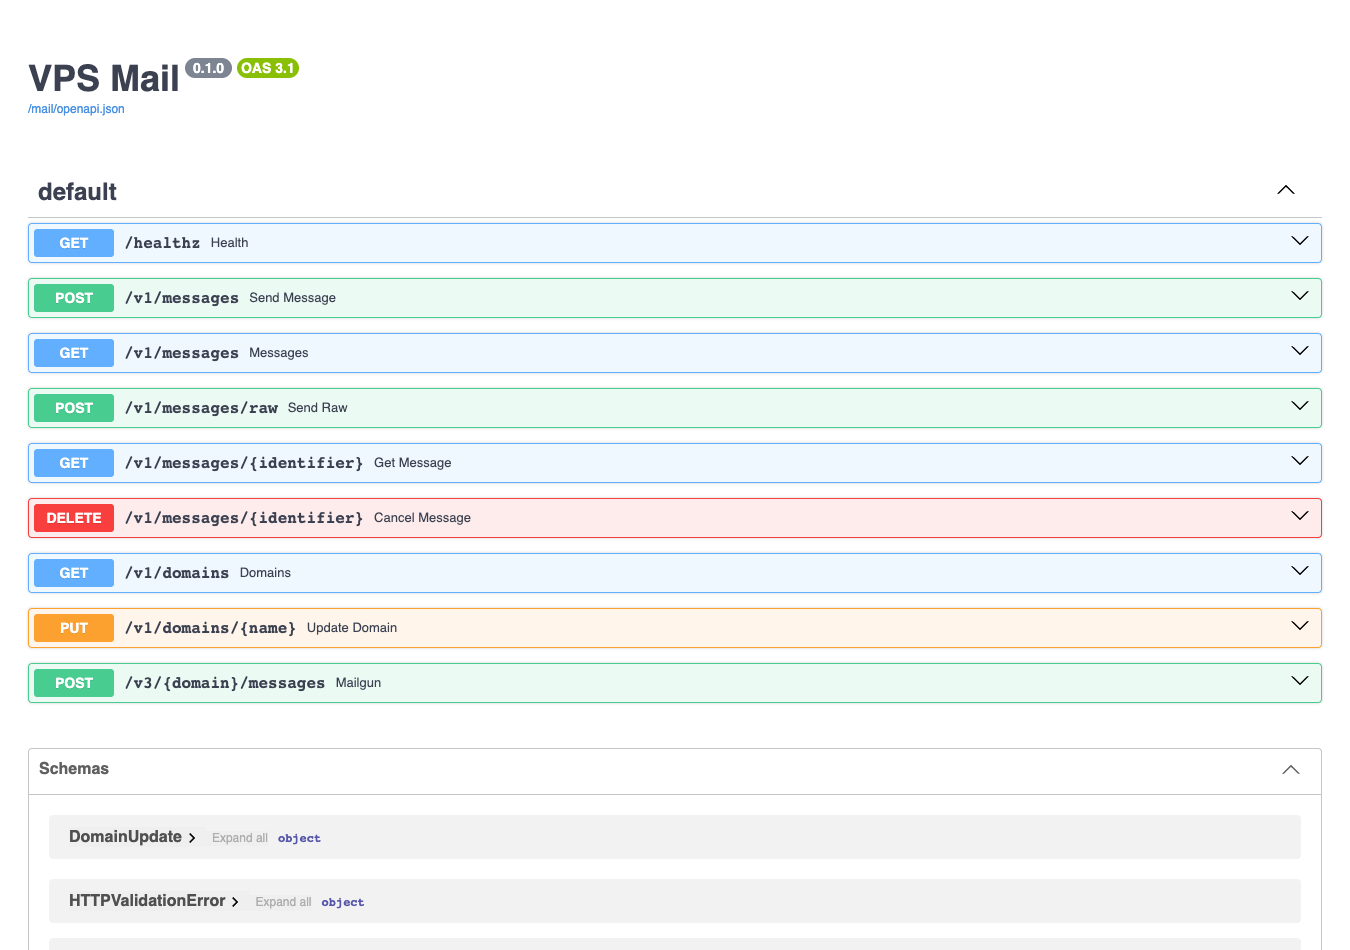 VPS Mail 0.1.0 OAS 3.1
/mail/openapi.json
default
GET /healthz Health
POST /v1/messages Send Message
GET /v1/messages Messages
POST /v1/messages/raw Send Raw
GET /v1/messages/{identifier} Get Message
DELETE /v1/messages/{identifier} Cancel Message
GET /v1/domains Domains
PUT /v1/domains/{name} Update Domain
POST /v3/{domain}/messages Mailgun
Schemas
DomainUpdate Expand all object
HTTPValidationError Expand all object